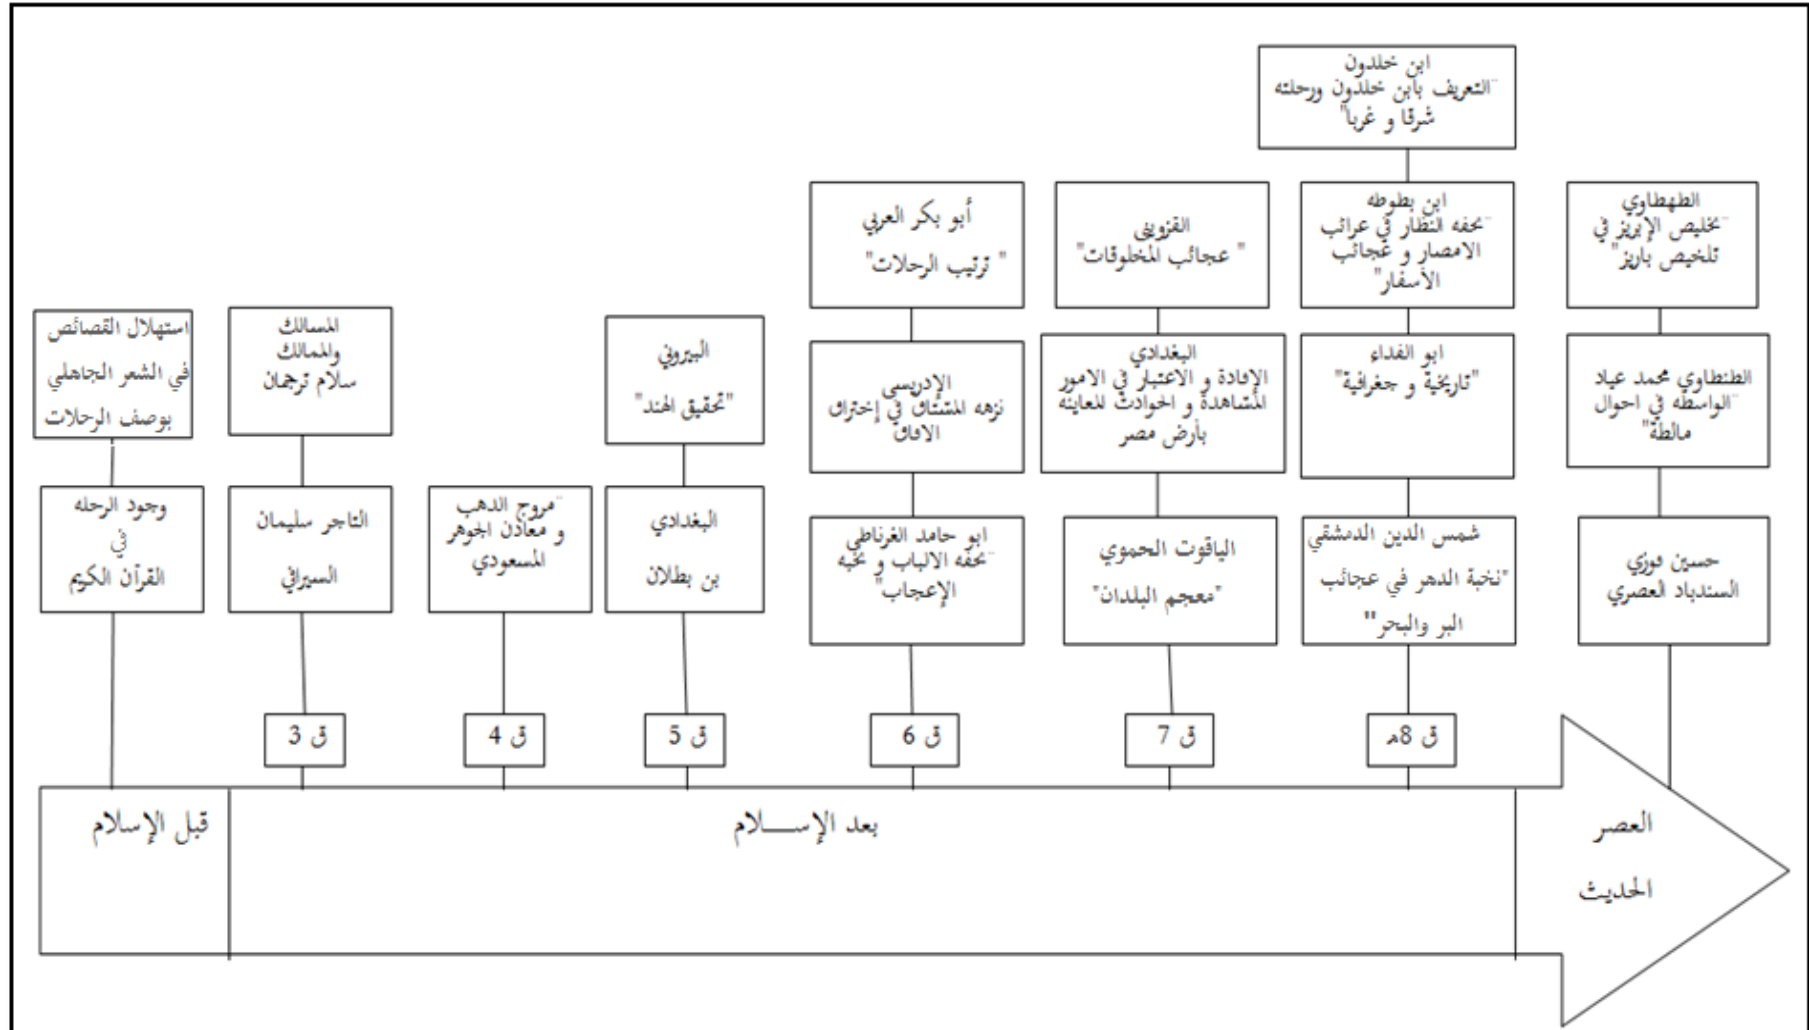 ابن خلدون
"التعريف بابن خلدون ورحلته
شرقا و غربا"
استهلال القصائص
في الشعر الجاهلي
بوصف الرحلات
وجود الرحله
في
القرآن الكريم
المسالك
والممالك
سلام ترجمان
التاجر سليمان
السيرافي
"مروج الدهب
و معادن الجوهر
المسعودي
البيروني
"تحقيق الهند"
البغدادي
بن بطلان
أبو بكر العربي
" ترتيب الرحلات"
الإدريسى
نزهه المشتاق في إختراق
الافاق
ابو حامد الغرناطي
"تحفه الالباب و نخبه
الإعجاب"
القزوينى
" عجائب المخلوقات"
البغدادي
الإفادة و الاعتبار في الامور
المشاهدة و الحوادث المعاينه
بأرض مصر
الياقوت الحموي
"معجم البلدان"
ابن بطوطه
"تحفه النظار في عرائب
الامصار و عجائب
الأسفار"
ابو الفداء
"تاريخية و جغرافية"
شمس الدين الدمشقي
"نخبة الدهر في عجائب
البر والبحر"
الطهطاوي
"تخليص الإبريز في
تلخيص باريز"
الطنطاوي محمد عياد
"الواسطه في احوال
مالطة"
حسين فوزي
السندباد العصري
ق 3
ق 4
ق 5
ق 6
ق 7
ق 8هـ
قبل الإسلام
بعد الإســـلام
العصر
الحديث